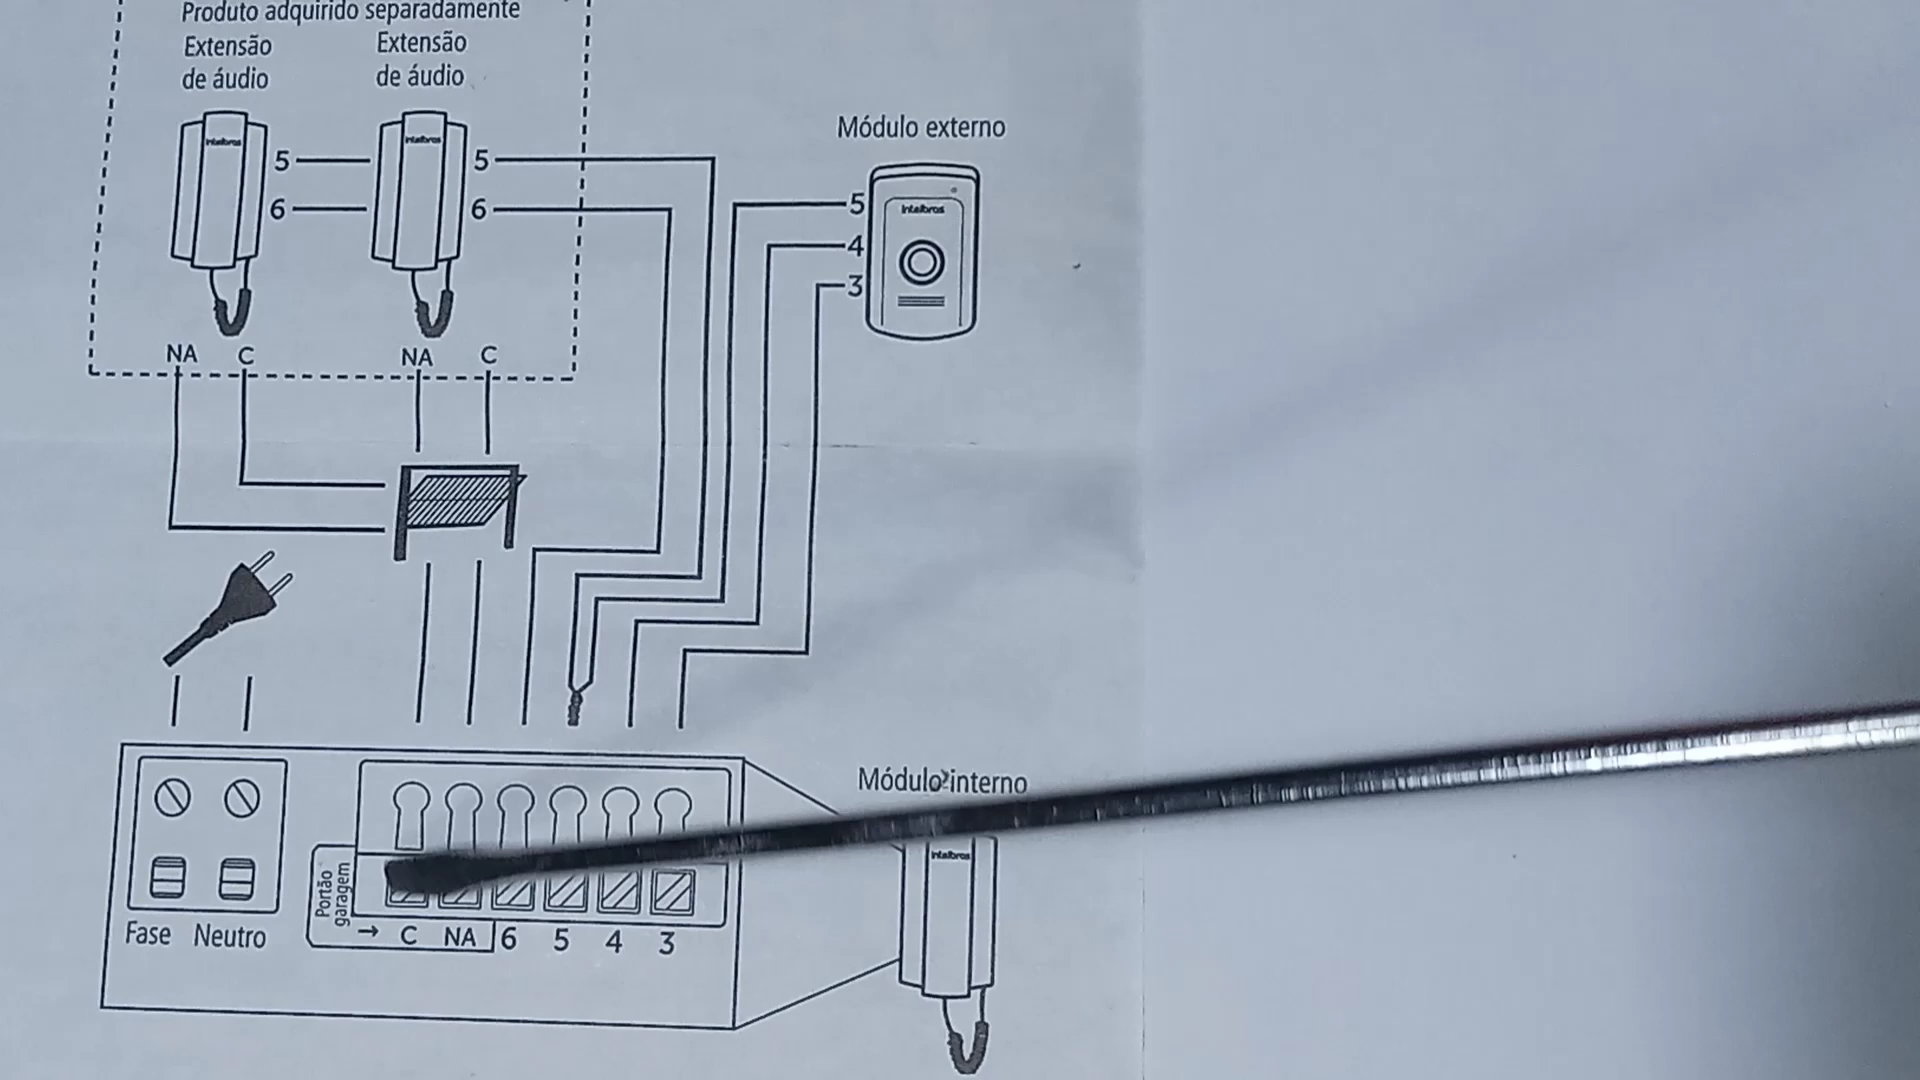 Produto adquirido separadamente
Extensão
de áudio
Extensão
de áudio
intelbras
intelbras
5
6
5
6
NA
C
NA
C
Módulo externo
5
4
3
intelbras
Módulo interno
intelbras
Fase
Neutro
Portão
garagem
→ C NA 6 5 4 3